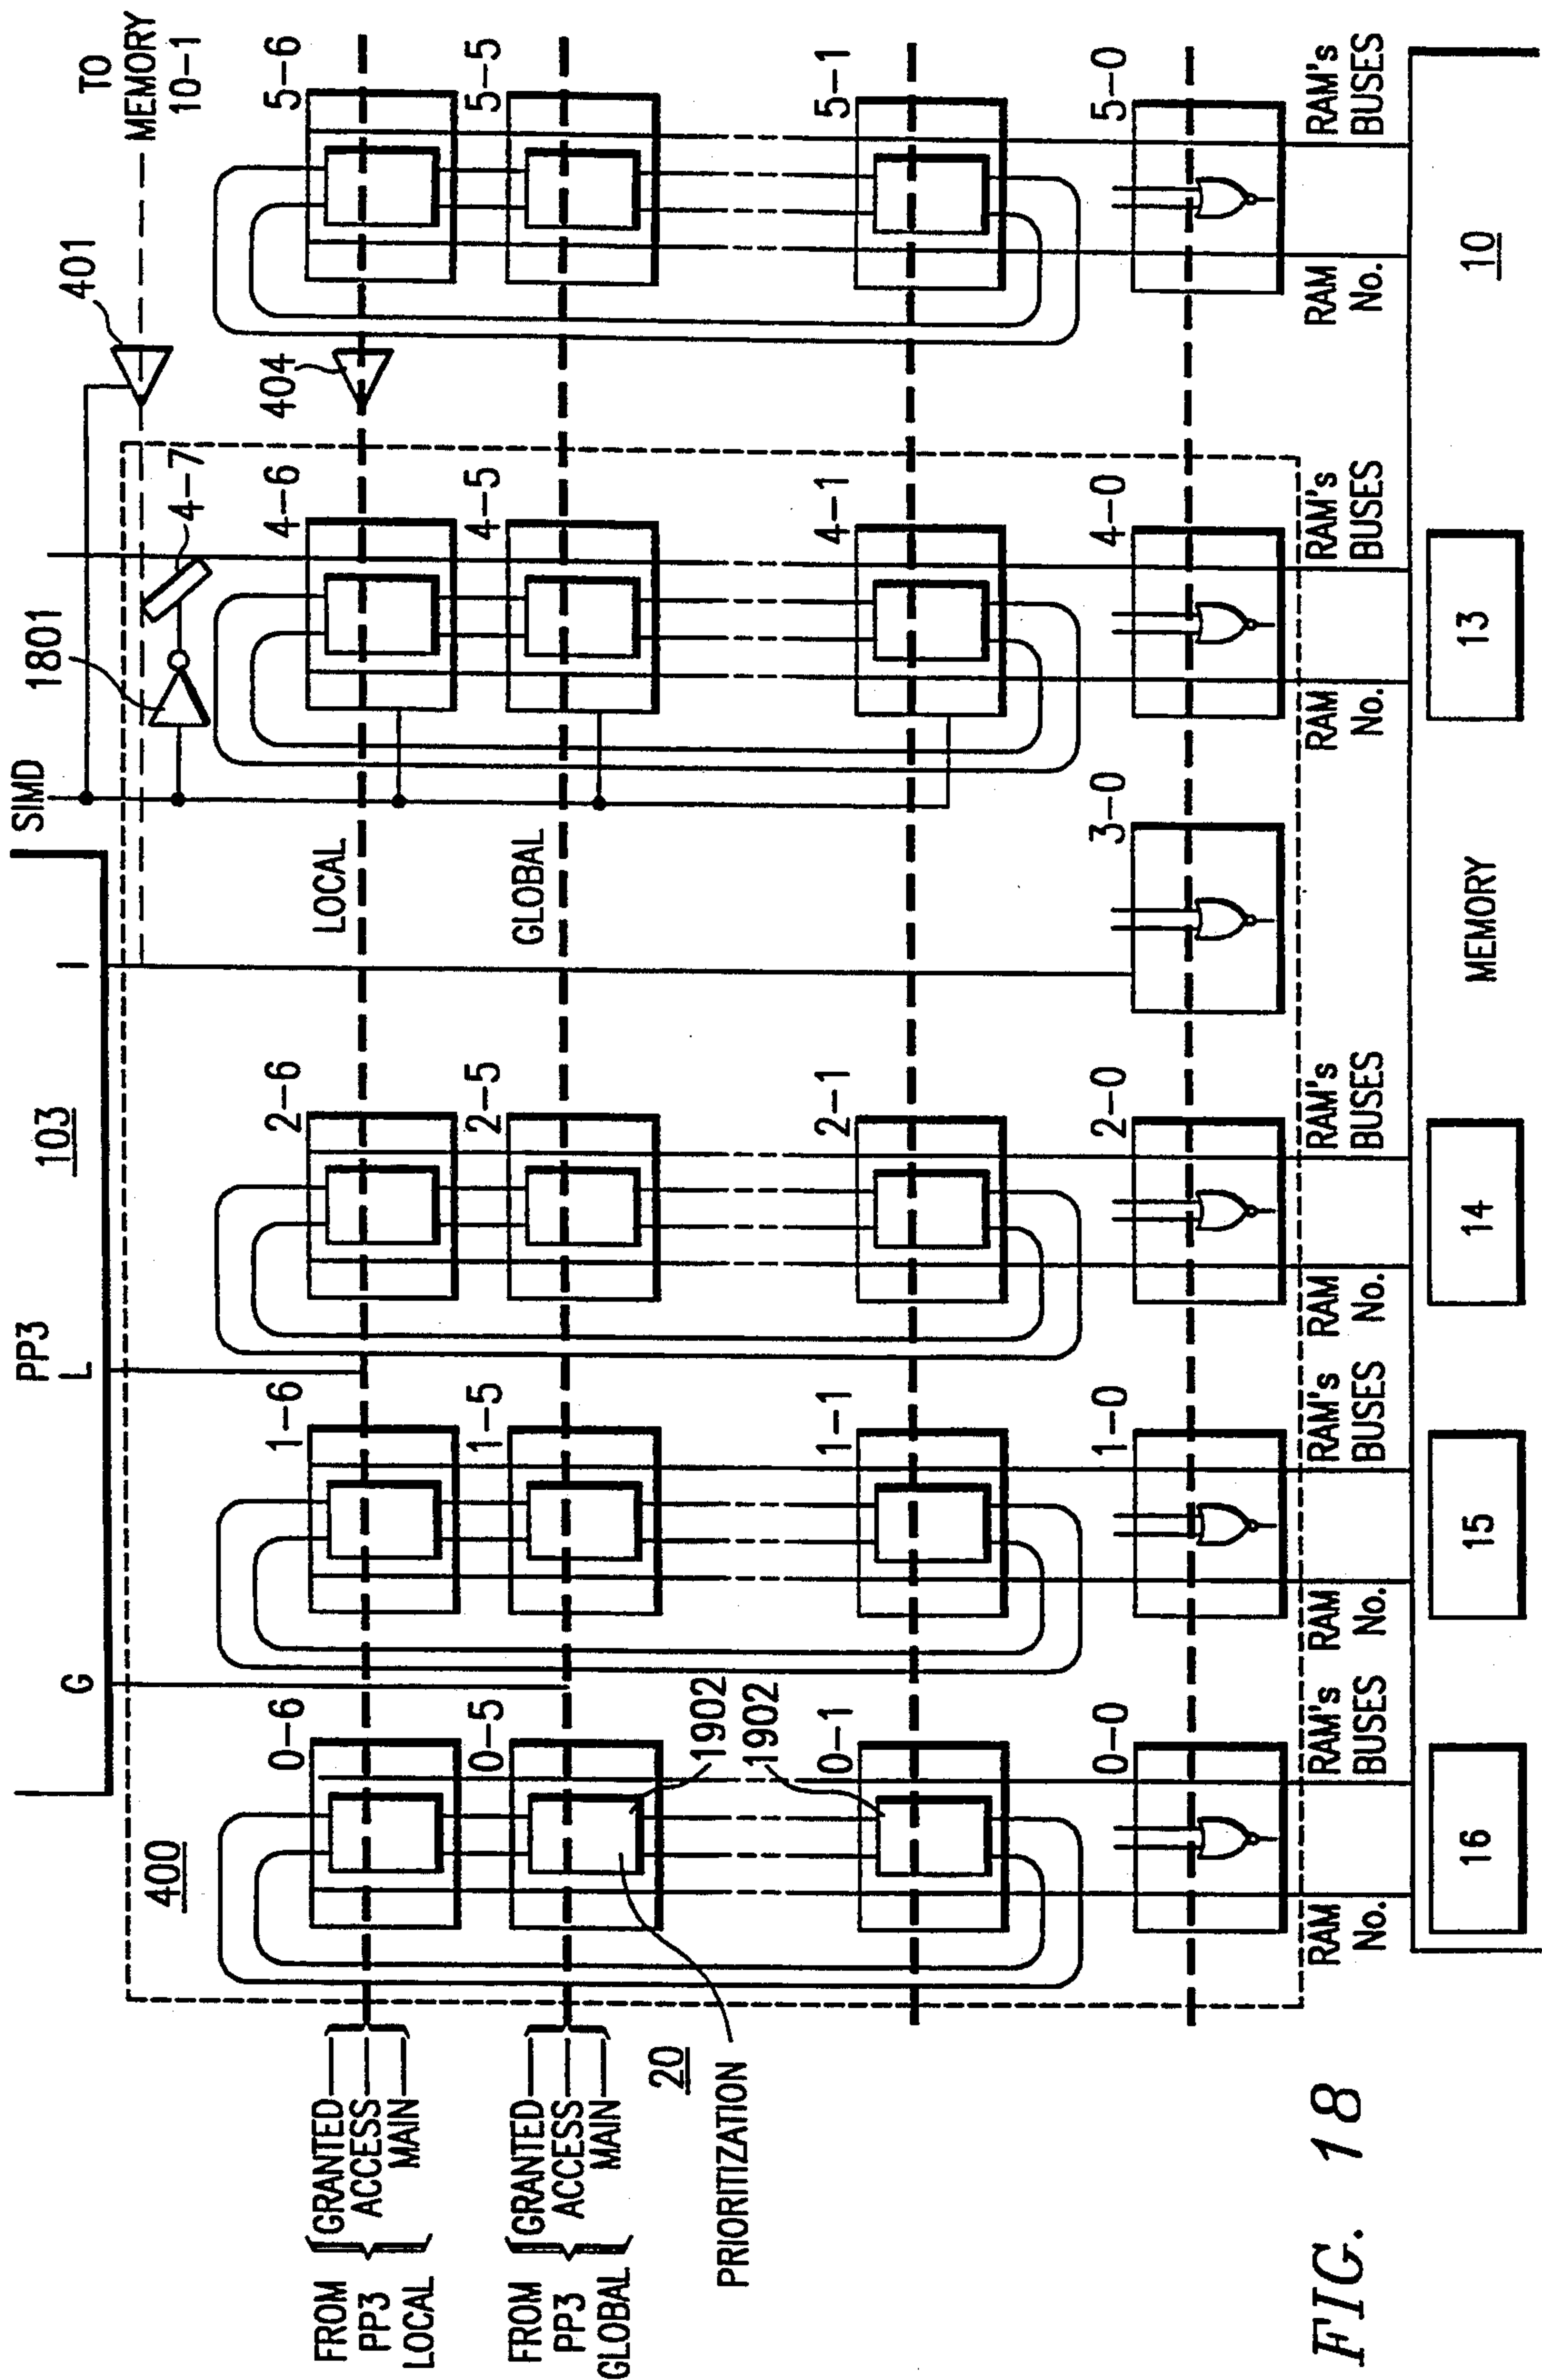 103
PP3
G
L
I
SIMD
TO
MEMORY
10-1
401
1801
4-7
404
400
LOCAL
GLOBAL
0-6
1-6
2-6
4-6
5-6
0-5
1-5
2-5
4-5
5-5
1902
1902
0-1
1-1
2-1
4-1
5-1
0-0
1-0
2-0
3-0
4-0
5-0
FROM
PP3
LOCAL
GRANTED
ACCESS
MAIN
FROM
PP3
GLOBAL
GRANTED
ACCESS
MAIN
20
PRIORITIZATION
RAM
No.
RAM's
BUSES
RAM
No.
RAM's
BUSES
RAM
No.
RAM's
BUSES
RAM
No.
RAM's
BUSES
RAM
No.
RAM's
BUSES
MEMORY
10
16
15
14
13
FIG. 18